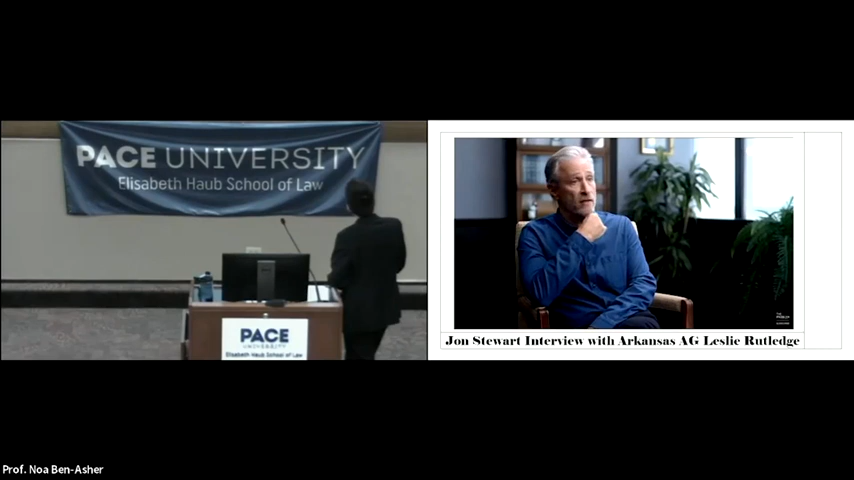 PACE UNIVERSITY
Elisabeth Haub School of Law
PACE
UNIVERSITY
Elisabeth Haub School of Law
Jon Stewart Interview with Arkansas AG Leslie Rutledge
Prof. Noa Ben-Asher